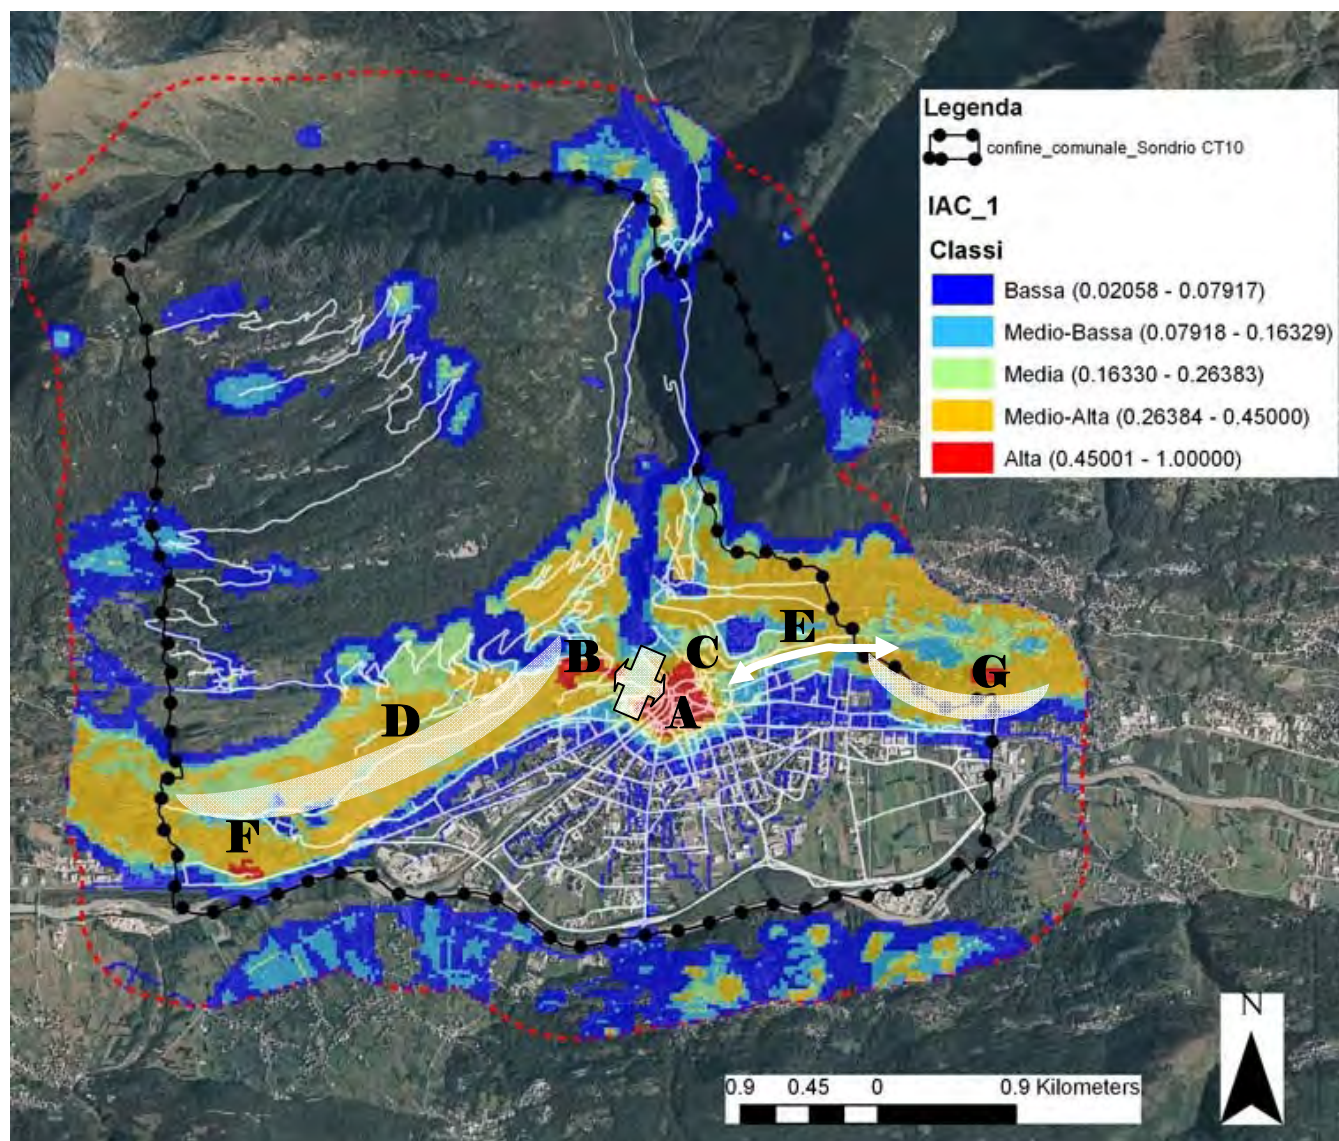 Legenda
confine_comunale_Sondrio CT10
IAC_1
Classi
Bassa (0.02058 - 0.07917)
Medio-Bassa (0.07918 - 0.16329)
Media (0.16330 - 0.26383)
Medio-Alta (0.26384 - 0.45000)
Alta (0.45001 - 1.00000)
E
B
C
G
A
D
F
N
0.9 0.45 0 0.9 Kilometers